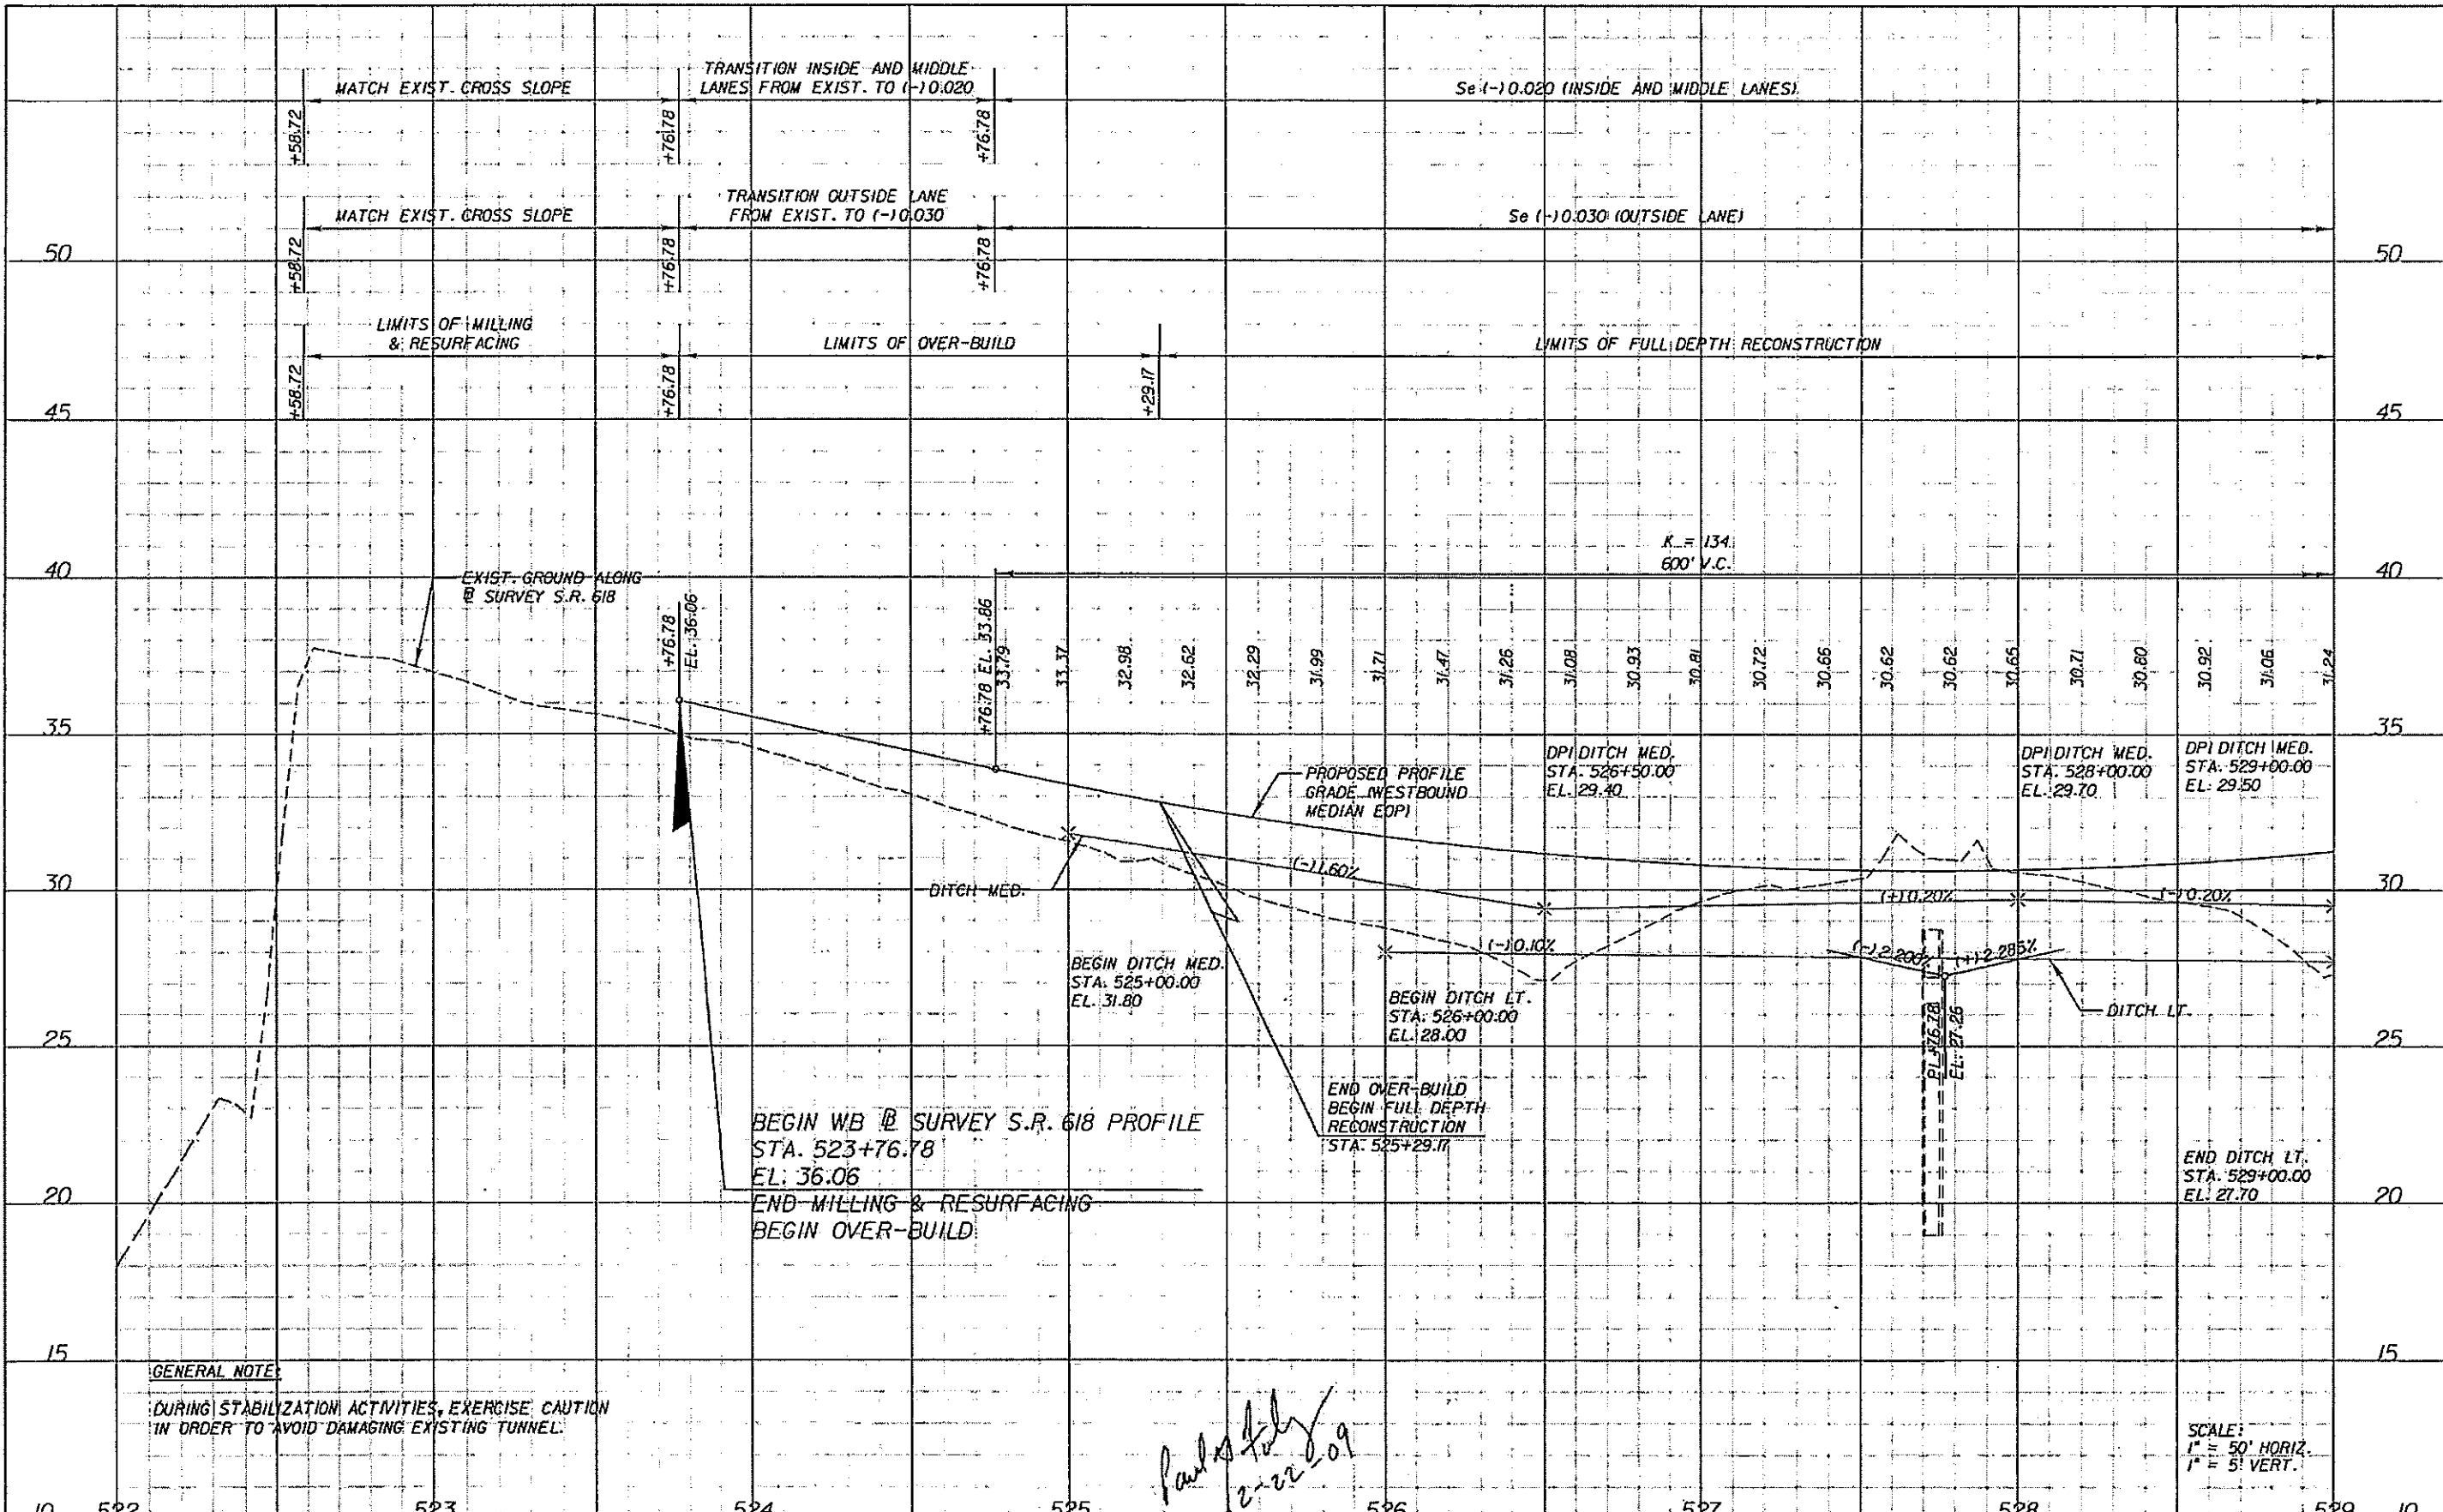 TRANSITION INSIDE AND MIDDLE
MATCH EXIST. CROSS SLOPE
LANES FROM EXIST. TO (-)0.020
Se (-)0.020 (INSIDE AND MIDDLE LANES)
+58.72
+76.78
+76.78
TRANSITION OUTSIDE LANE
MATCH EXIST. CROSS SLOPE
FROM EXIST. TO (-)0.030
Se (-)0.030 (OUTSIDE LANE)
50
+58.72
+76.78
+76.78
50
LIMITS OF MILLING
& RESURFACING
LIMITS OF OVER-BUILD
LIMITS OF FULL DEPTH RECONSTRUCTION
+58.72
+76.78
+29.17
45
45
K = 134
600' V.C.
40
40
EXIST. GROUND ALONG
SURVEY S.R. 618
+76.78
EL. 36.06
+76.78 EL. 33.86
33.79
33.37
32.98
32.62
32.29
31.99
31.71
31.47
31.26
31.08
30.93
30.81
30.72
30.66
30.62
30.62
30.65
30.71
30.80
30.92
31.06
31.24
35
35
PROPOSED PROFILE
GRADE (WESTBOUND
MEDIAN EOP)
DPI DITCH MED.
STA. 526+50.00
EL. 29.40
DPI DITCH MED.
STA. 528+00.00
EL. 29.70
DPI DITCH MED.
STA. 529+00.00
EL. 29.50
30
DITCH MED.
(-)1.60%
(+)0.20%
(-)0.20%
30
(-)0.10%
(-)2.200%
(+)2.285%
BEGIN DITCH MED.
STA. 525+00.00
EL. 31.80
BEGIN DITCH LT.
STA. 526+00.00
EL. 28.00
PI +76.78
EL. 27.26
DITCH LT.
25
25
END OVER-BUILD
BEGIN FULL DEPTH
RECONSTRUCTION
STA. 525+29.17
BEGIN WB SURVEY S.R. 618 PROFILE
STA. 523+76.78
EL. 36.06
END MILLING & RESURFACING
BEGIN OVER-BUILD
END DITCH LT.
STA. 529+00.00
EL. 27.70
20
20
15
15
GENERAL NOTE:
DURING STABILIZATION ACTIVITIES, EXERCISE CAUTION
IN ORDER TO AVOID DAMAGING EXISTING TUNNEL.
Paul
2-22-09
SCALE:
1" = 50' HORIZ.
1" = 5' VERT.
10
522
523
524
525
526
527
528
529
10